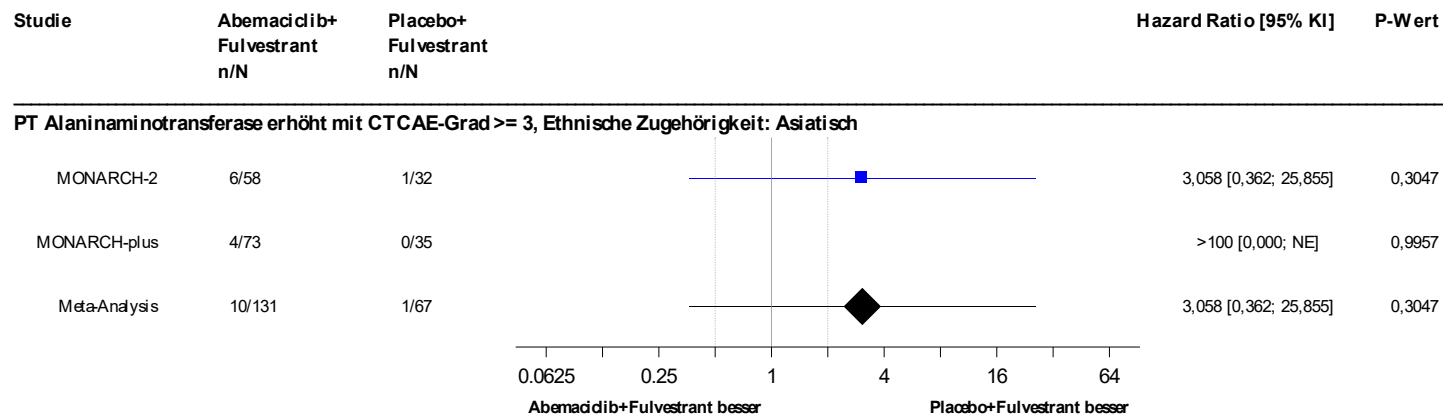 Studie Abemaciclib+ Placebo+ Hazard Ratio [95% KI] P-Wert
Fulvestrant Fulvestrant
n/N n/N
PT Alaninaminotransferase erhöht mit CTCAE-Grad >= 3, Ethnische Zugehörigkeit: Asiatisch
MONARCH-2 6/58 1/32 3,058 [0,362; 25,855] 0,3047
MONARCH-plus 4/73 0/35 >100 [0,000; NE] 0,9957
Meta-Analysis 10/131 1/67 3,058 [0,362; 25,855] 0,3047
0.0625 0.25 1 4 16 64
Abemaciclib+Fulvestrant besser Placebo+Fulvestrant besser